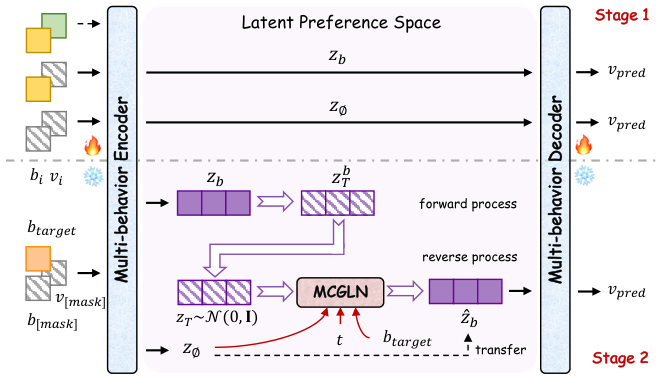 Latent Preference Space
Stage 1
z_b
v_pred
z_∅
v_pred
Multi-behavior Encoder
Multi-behavior Decoder
b_i v_i
z_b
z_T^b
forward process
b_target
reverse process
MCGLN
v_[mask]
b_[mask]
z_T~𝒩(0, I)
ẑ_b
v_pred
z_∅
t
b_target
transfer
Stage 2